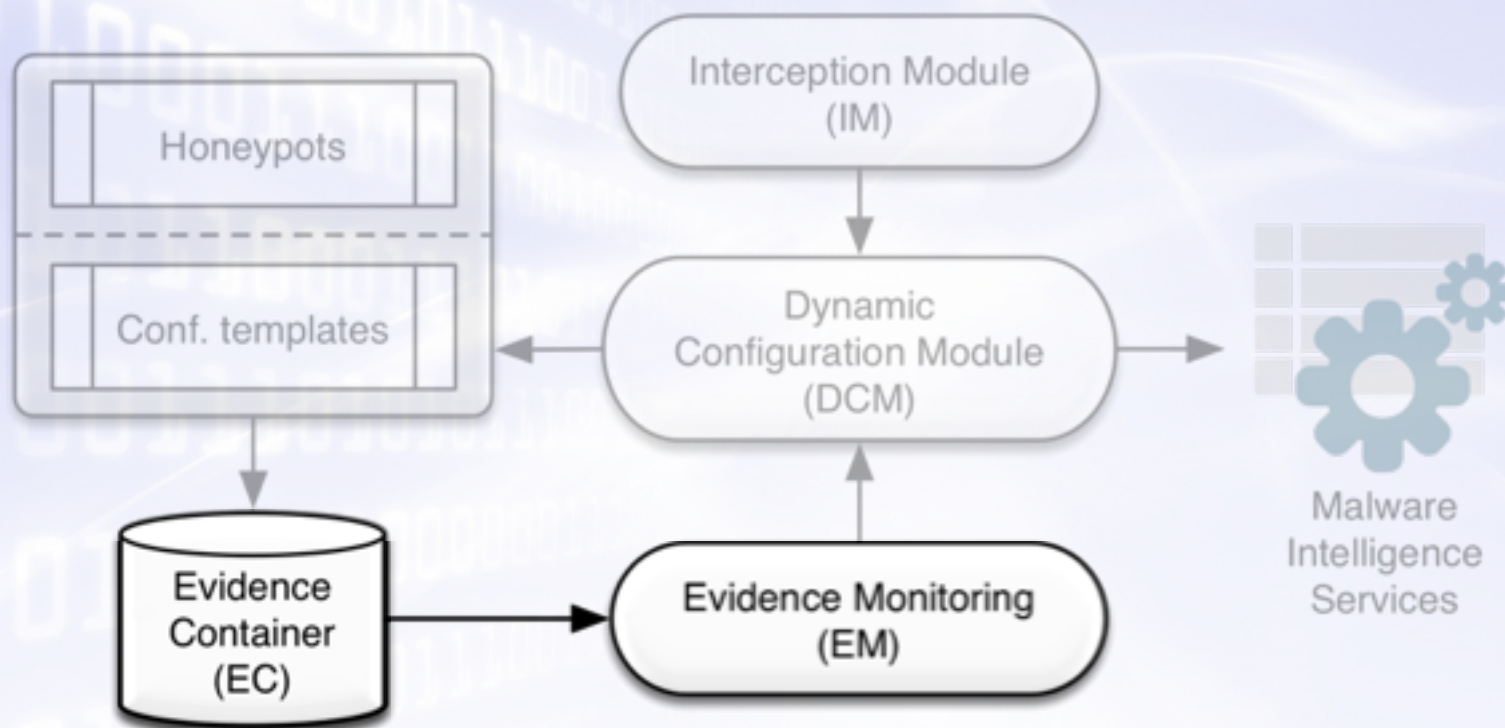 Honeypots
Conf. templates
Interception Module
(IM)
Dynamic
Configuration Module
(DCM)
Malware
Intelligence
Services
Evidence
Container
(EC)
Evidence Monitoring
(EM)